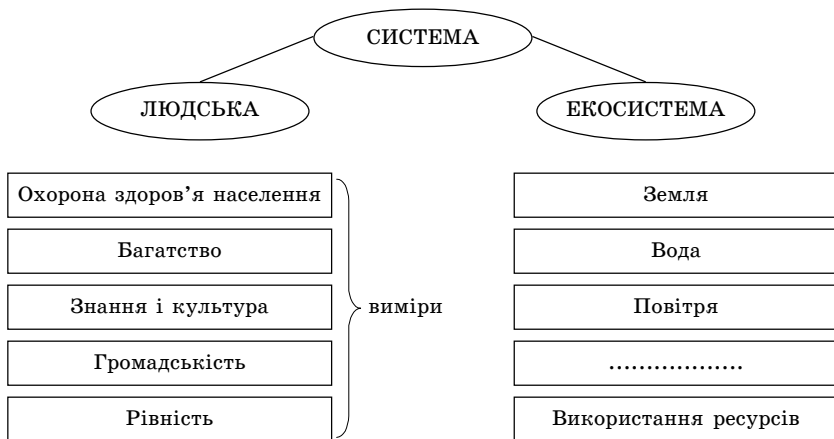 СИСТЕМА
ЛЮДСЬКА
ЕКОСИСТЕМА
Охорона здоров’я населення
Земля
Багатство
Вода
Знання і культура
виміри
Повітря
Громадськість
..................
Рівність
Використання ресурсів